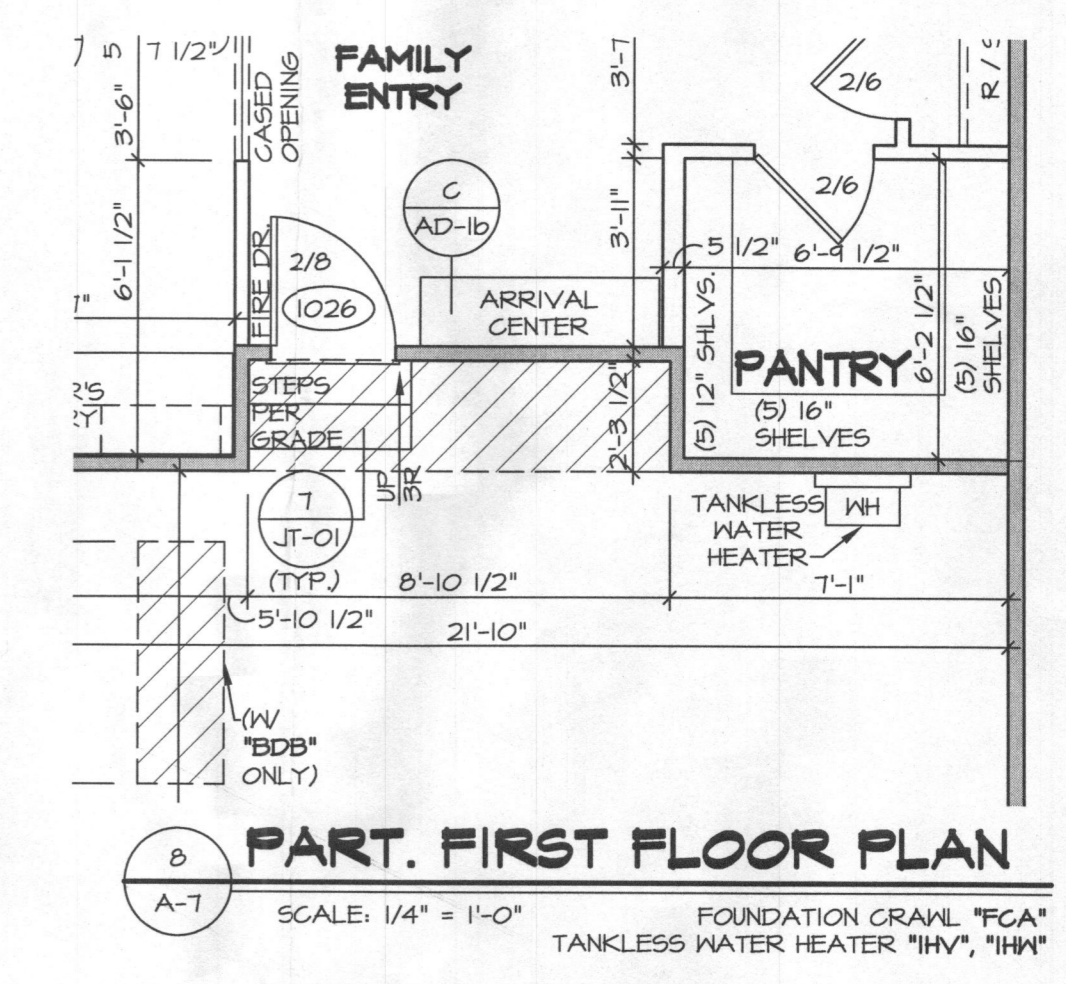 5
7 1/2"
3'-6"
CASED
OPENING
FAMILY
ENTRY
3'-7
2/6
R / S
C
AD-1b
6'-1 1/2"
FIRE DR.
2/8
1026
3'-11"
2/6
5 1/2"
6'-9 1/2"
ARRIVAL
CENTER
(5) 12" SHLVS.
PANTRY
6'-2 1/2"
(5) 16"
SHELVES
(5) 16"
SHELVES
STEPS
PER
GRADE
2'-3 1/2"
UP
3R
7
JT-01
(TYP.)
TANKLESS
WATER
HEATER
WH
8'-10 1/2"
7'-1"
5'-10 1/2"
21'-10"
(W/
"BDB"
ONLY)
8
A-7
PART. FIRST FLOOR PLAN
SCALE: 1/4" = 1'-0"
FOUNDATION CRAWL "FCA"
TANKLESS WATER HEATER "IHV", "IHW"